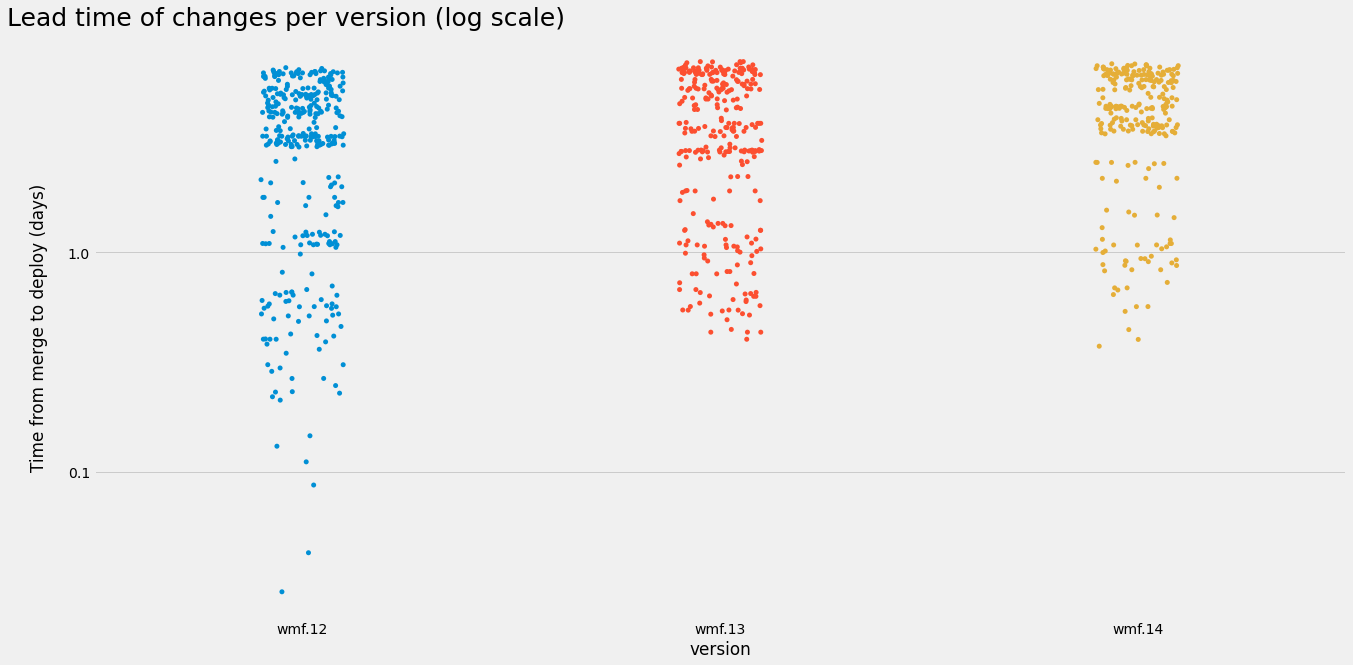 Lead time of changes per version (log scale)
Time from merge to deploy (days)
1.0
0.1
wmf.12
wmf.13
wmf.14
version